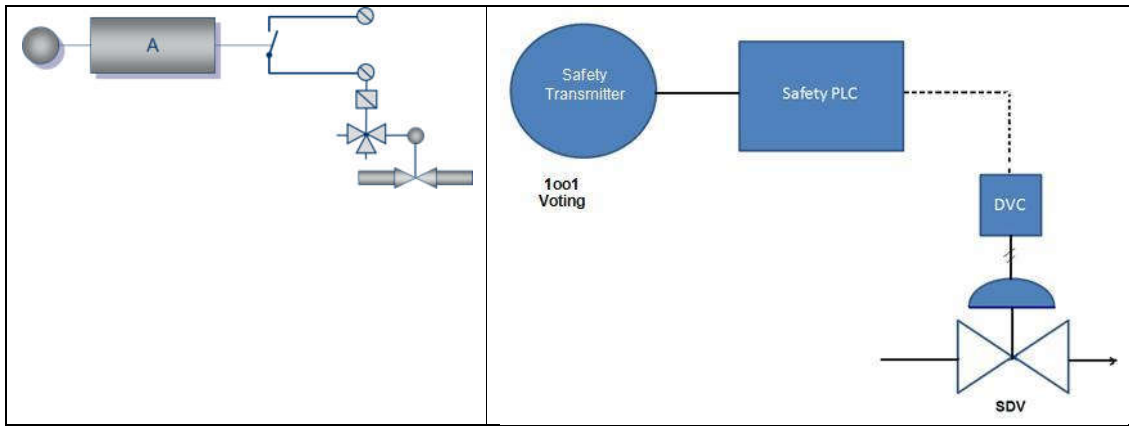 A
Safety
Transmitter
Safety PLC
1oo1
Voting
DVC
SDV